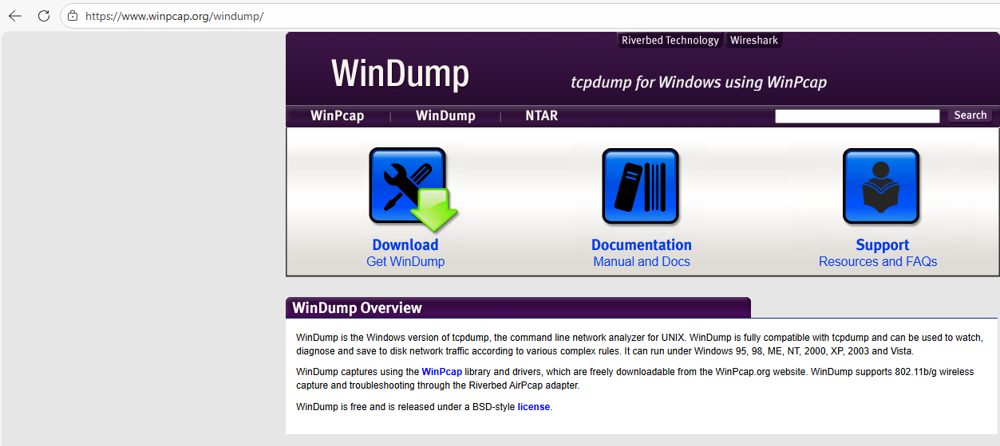 https://www.winpcap.org/windump/
Riverbed Technology Wireshark
WinDump
tcpdump for Windows using WinPcap
WinPcap | WinDump | NTAR Search
Download Documentation Support
Get WinDump Manual and Docs Resources and FAQs
WinDump Overview
WinDump is the Windows version of tcpdump, the command line network analyzer for UNIX. WinDump is fully compatible with tcpdump and can be used to watch,
diagnose and save to disk network traffic according to various complex rules. It can run under Windows 95, 98, ME, NT, 2000, XP, 2003 and Vista.
WinDump captures using the WinPcap library and drivers, which are freely downloadable from the WinPcap.org website. WinDump supports 802.11b/g wireless
capture and troubleshooting through the Riverbed AirPcap adapter.
WinDump is free and is released under a BSD-style license.